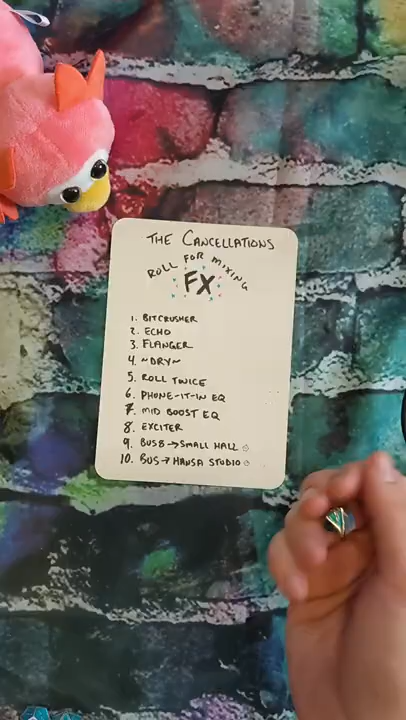 THE CANCELLATIONS
ROLL FOR MIXING
FX
1. BITCRUSHER
2. ECHO
3. FLANGER
4. ~DRY~
5. ROLL TWICE
6. PHONE-IT-IN EQ
7. MID BOOST EQ
8. EXCITER
9. BUS8→SMALL HALL
10. BUS→HANSA STUDIO